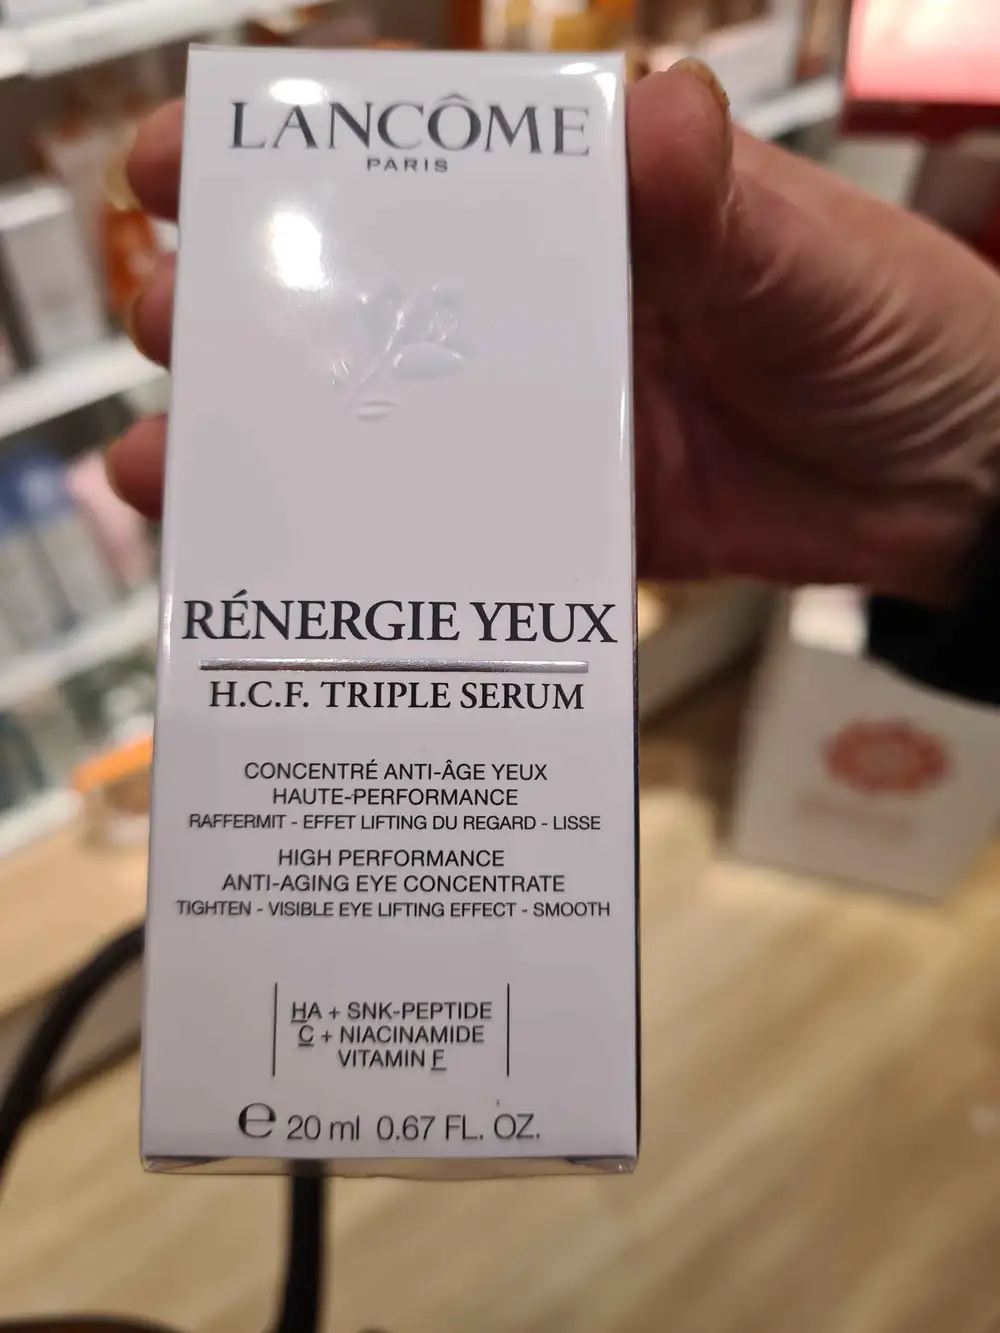 LANCÔME
PARIS
RÉNERGIE YEUX
H.C.F. TRIPLE SERUM
CONCENTRÉ ANTI-ÂGE YEUX
HAUTE-PERFORMANCE
RAFFERMIT - EFFET LIFTING DU REGARD - LISSE
HIGH PERFORMANCE
ANTI-AGING EYE CONCENTRATE
TIGHTEN - VISIBLE EYE LIFTING EFFECT - SMOOTH
HA + SNK-PEPTIDE
C + NIACINAMIDE
VITAMIN F
℮ 20 ml 0.67 FL. OZ.